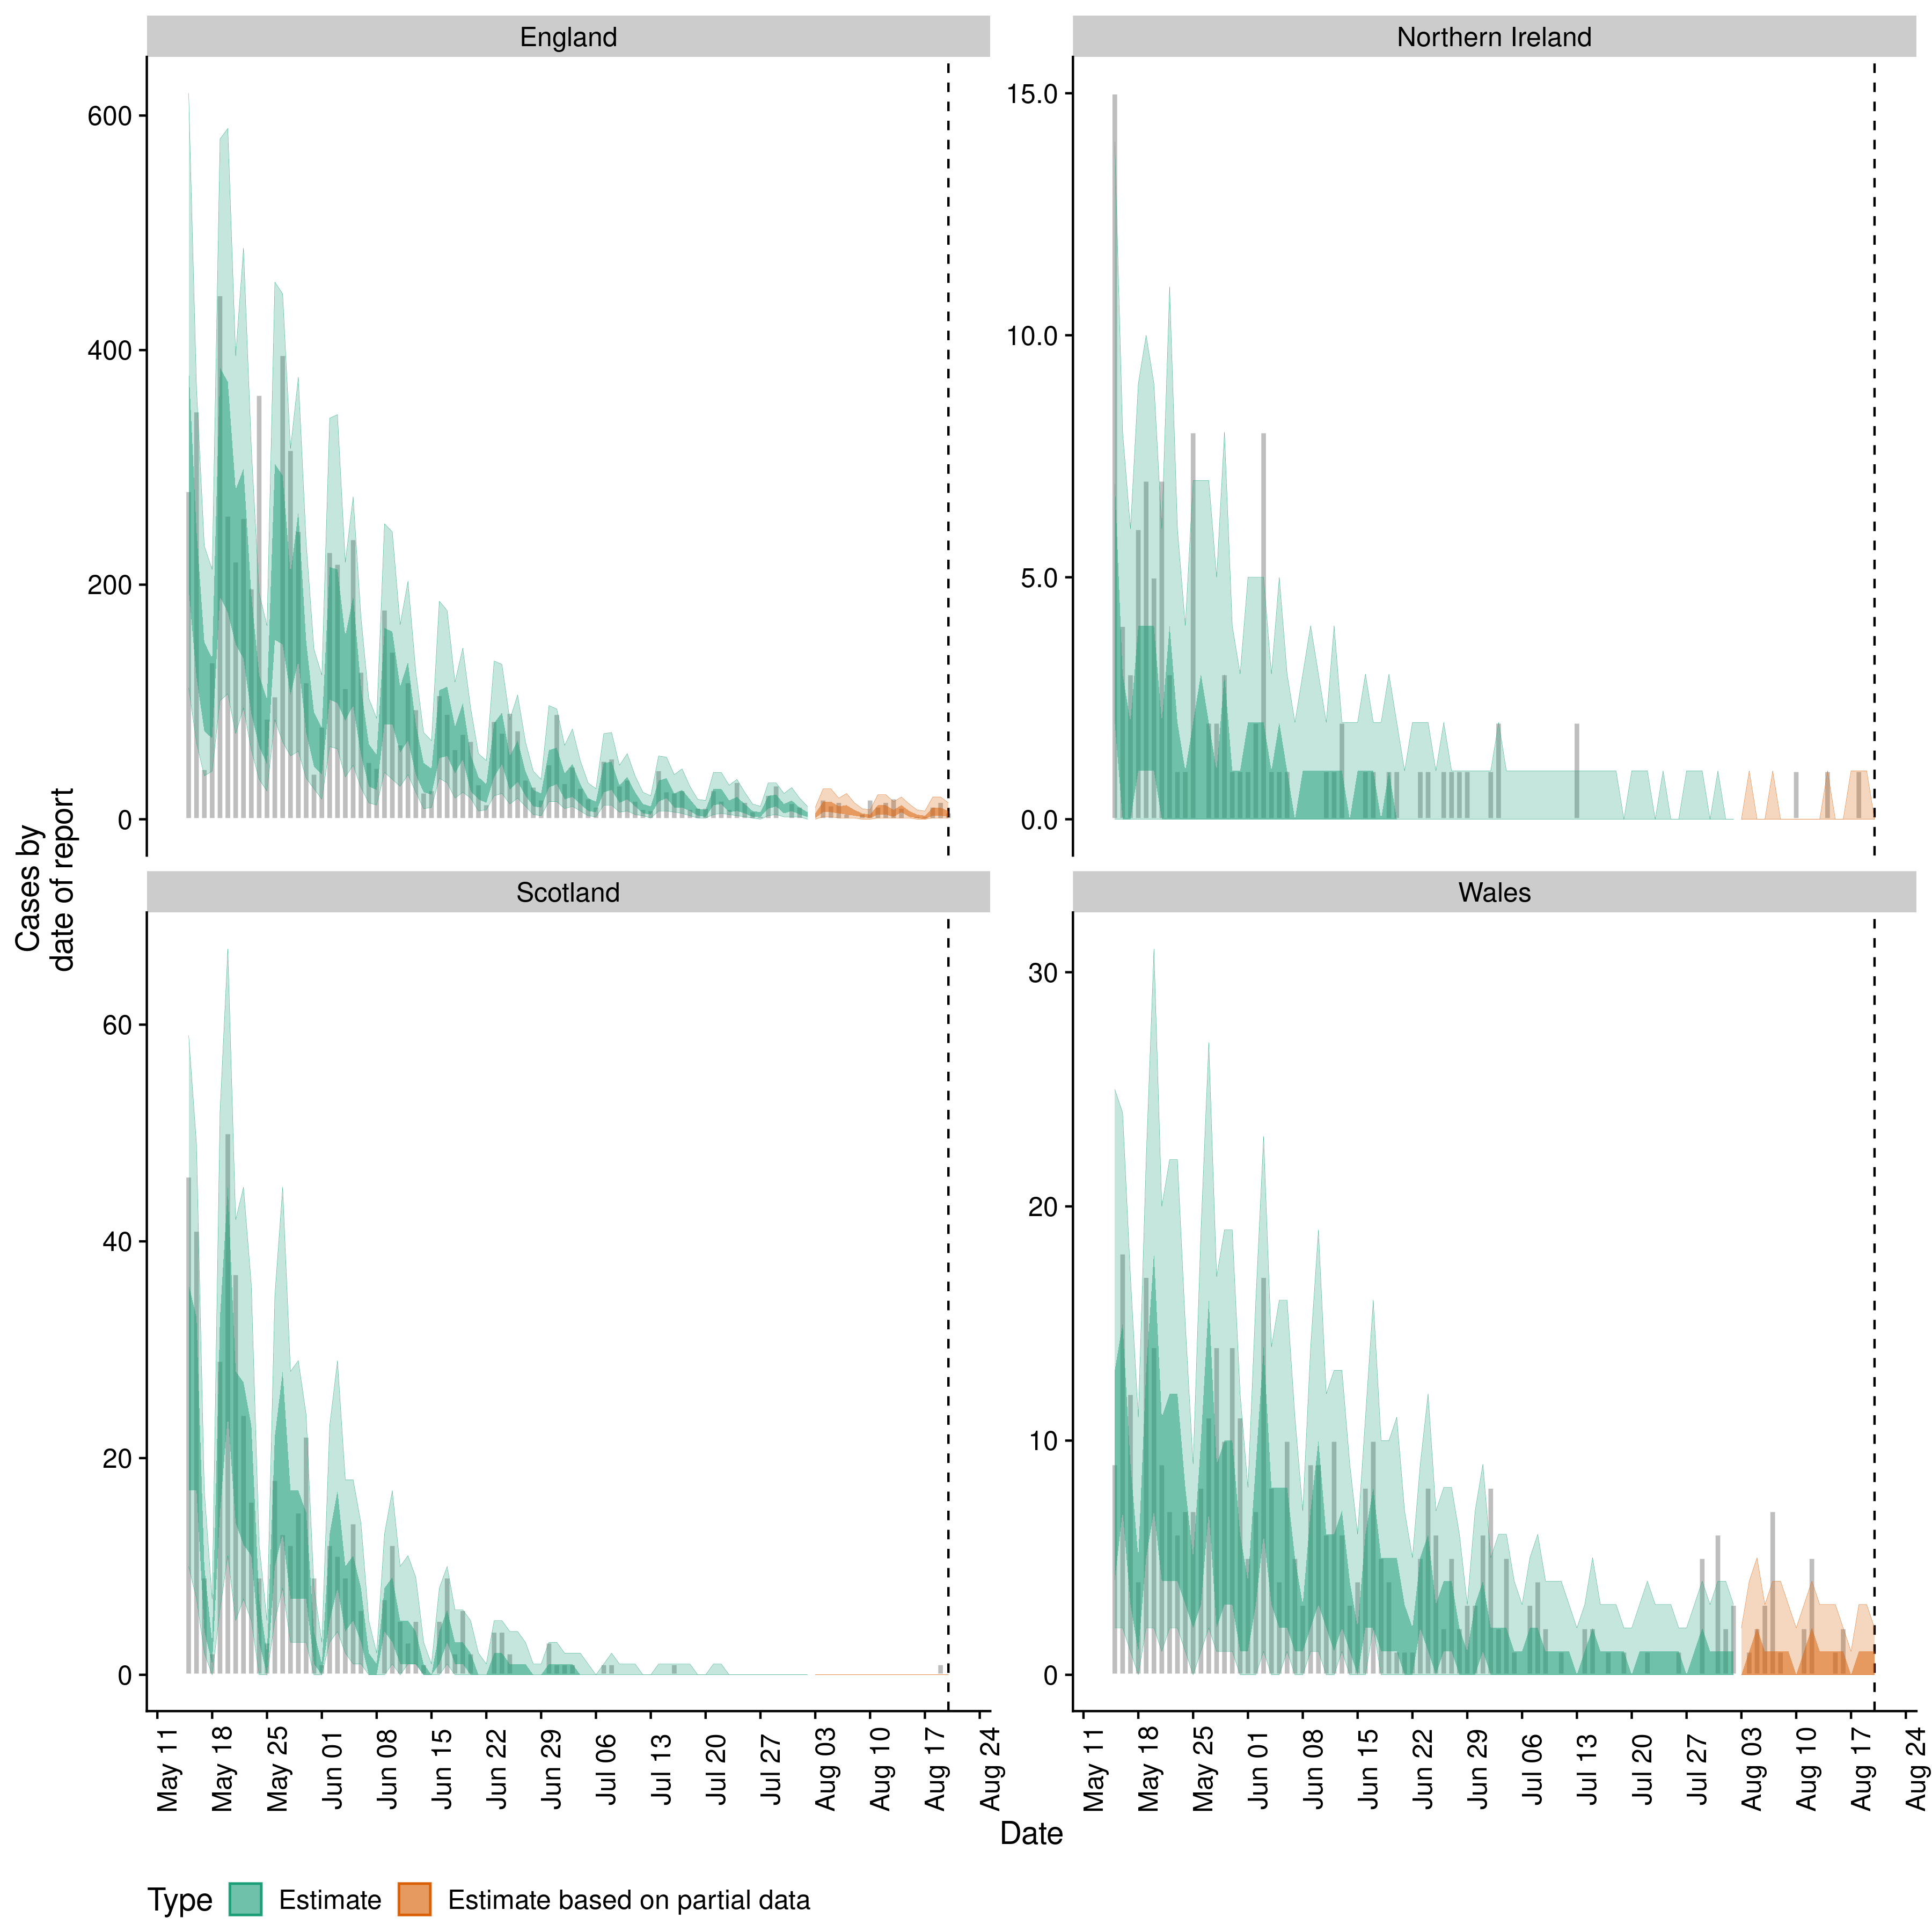 England
Northern Ireland
600
400
200
0
15.0
10.0
5.0
0.0
Cases by
date of report
Scotland
Wales
60
40
20
0
30
20
10
0
May 11
May 18
May 25
Jun 01
Jun 08
Jun 15
Jun 22
Jun 29
Jul 06
Jul 13
Jul 20
Jul 27
Aug 03
Aug 10
Aug 17
Aug 24
May 11
May 18
May 25
Jun 01
Jun 08
Jun 15
Jun 22
Jun 29
Jul 06
Jul 13
Jul 20
Jul 27
Aug 03
Aug 10
Aug 17
Aug 24
Date
Type Estimate Estimate based on partial data